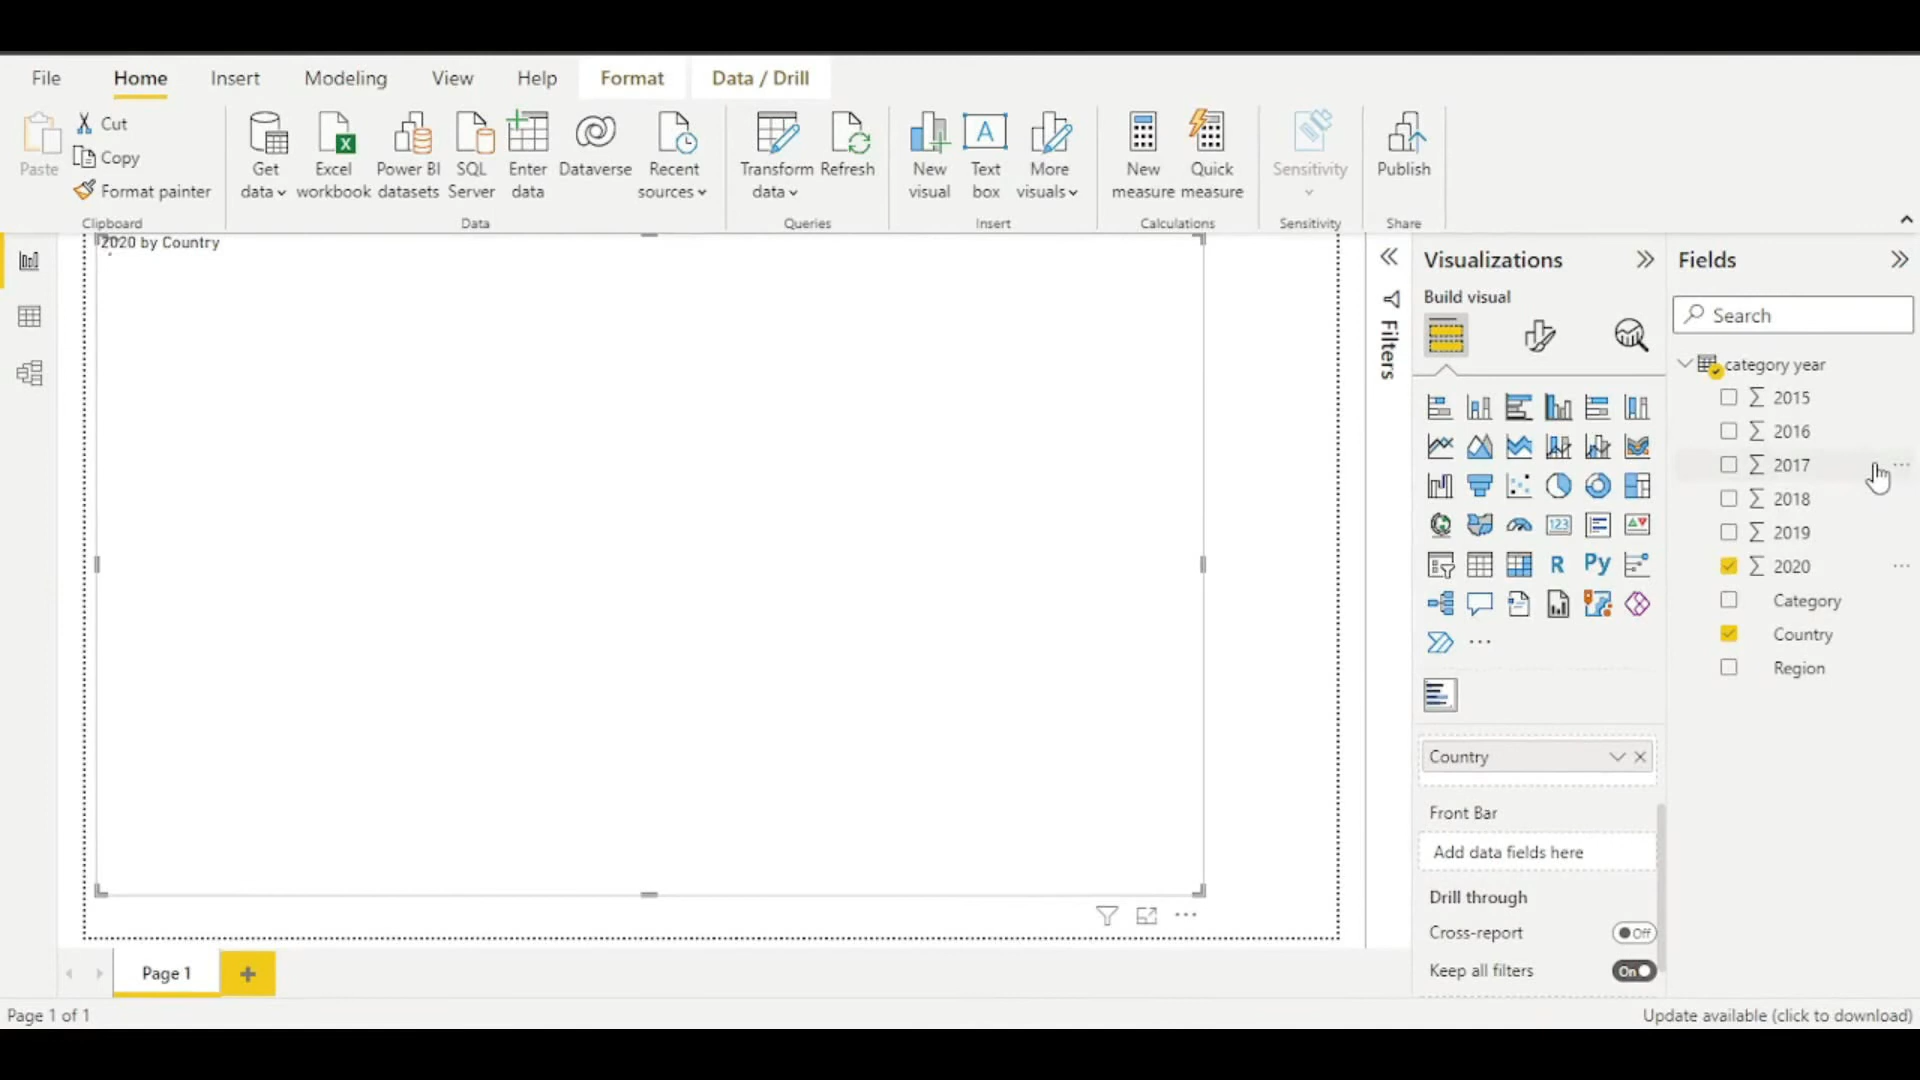 File Home Insert Modeling View Help Format Data / Drill
Paste
Cut
Copy
Format painter
Clipboard
Get data
Excel workbook
Power BI datasets
SQL Server
Enter data
Dataverse
Recent sources
Data
Transform data
Refresh
Queries
New visual
Text box
More visuals
Insert
New measure
Quick measure
Calculations
Sensitivity
Sensitivity
Publish
Share
2020 by Country
Filters
Visualizations
Build visual
123
R
Py
Country
Front Bar
Add data fields here
Drill through
Cross-report
Off
Keep all filters
On
Fields
Search
category year
2015
2016
2017
2018
2019
2020
Category
Country
Region
Page 1
Page 1 of 1
Update available (click to download)